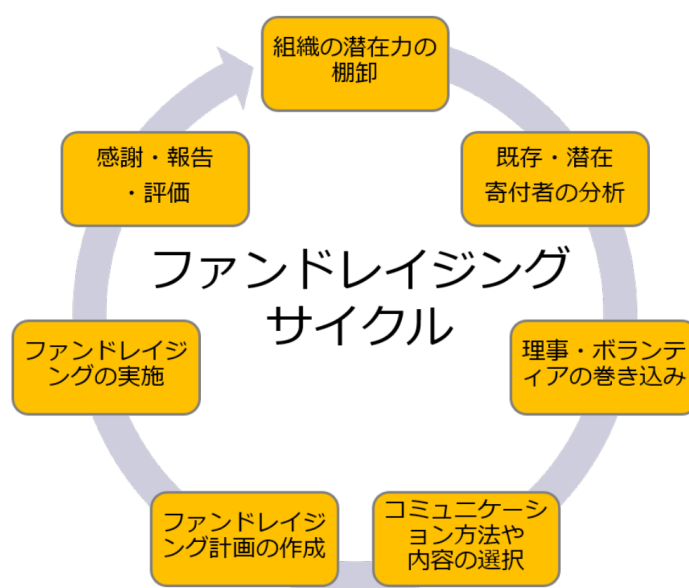 組織の潜在力の
棚卸
既存・潜在
寄付者の分析
理事・ボランテ
ィアの巻き込み
コミュニケーシ
ョン方法や
内容の選択
ファンドレイジ
ング計画の作成
ファンドレイジ
ングの実施
感謝・報告
・評価
ファンドレイジング
サイクル